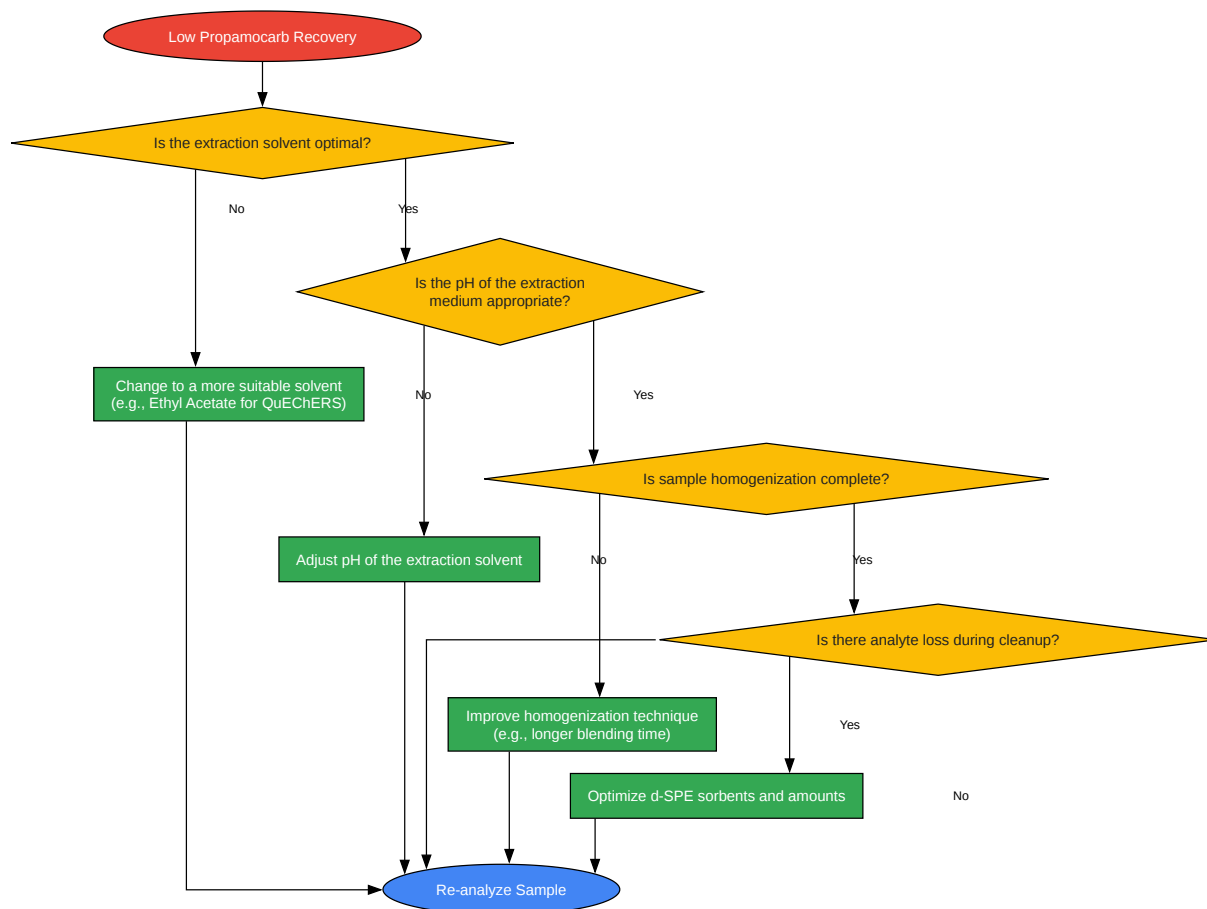 Low Propamocarb Recovery
Is the extraction solvent optimal?
No
Yes
Is the pH of the extraction
medium appropriate?
Change to a more suitable solvent
(e.g., Ethyl Acetate for QuEChERS)
No
Yes
Is sample homogenization complete?
Adjust pH of the extraction solvent
No
Yes
Is there analyte loss during cleanup?
Improve homogenization technique
(e.g., longer blending time)
Yes
Optimize d-SPE sorbents and amounts
No
Re-analyze Sample